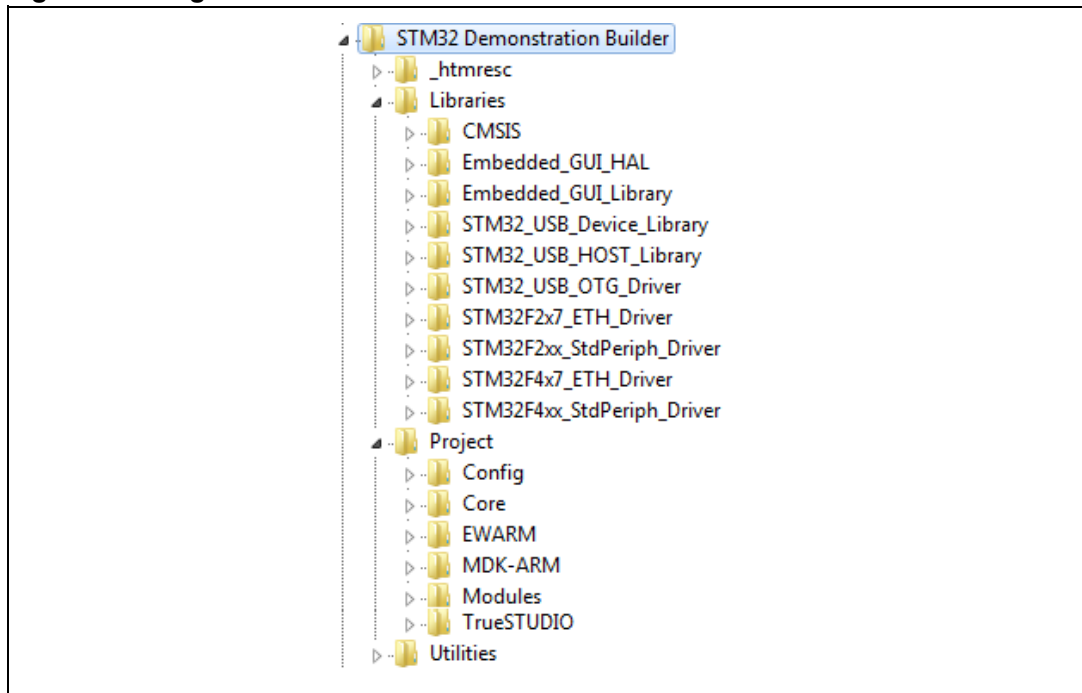 STM32 Demonstration Builder
_htmresc
Libraries
CMSIS
Embedded_GUI_HAL
Embedded_GUI_Library
STM32_USB_Device_Library
STM32_USB_HOST_Library
STM32_USB_OTG_Driver
STM32F2x7_ETH_Driver
STM32F2xx_StdPeriph_Driver
STM32F4x7_ETH_Driver
STM32F4xx_StdPeriph_Driver
Project
Config
Core
EWARM
MDK-ARM
Modules
TrueSTUDIO
Utilities